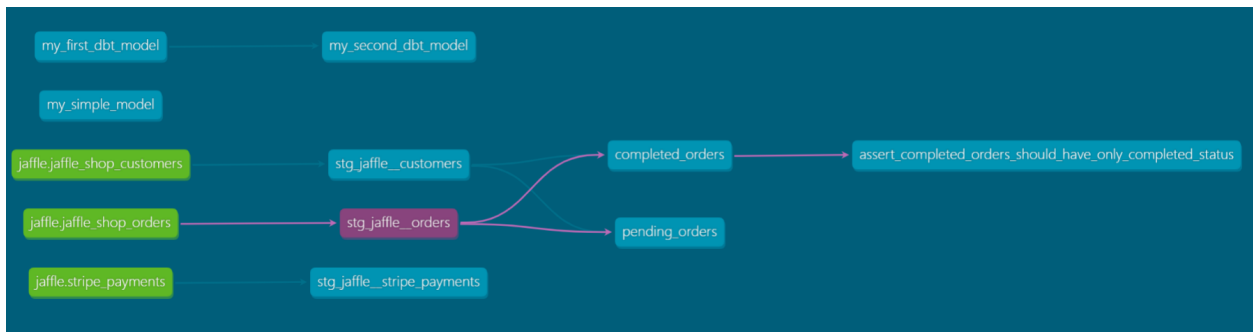 my_first_dbt_model
my_second_dbt_model
my_simple_model
jaffle.jaffle_shop_customers
stg_jaffle__customers
completed_orders
assert_completed_orders_should_have_only_completed_status
jaffle.jaffle_shop_orders
stg_jaffle__orders
pending_orders
jaffle.stripe_payments
stg_jaffle__stripe_payments